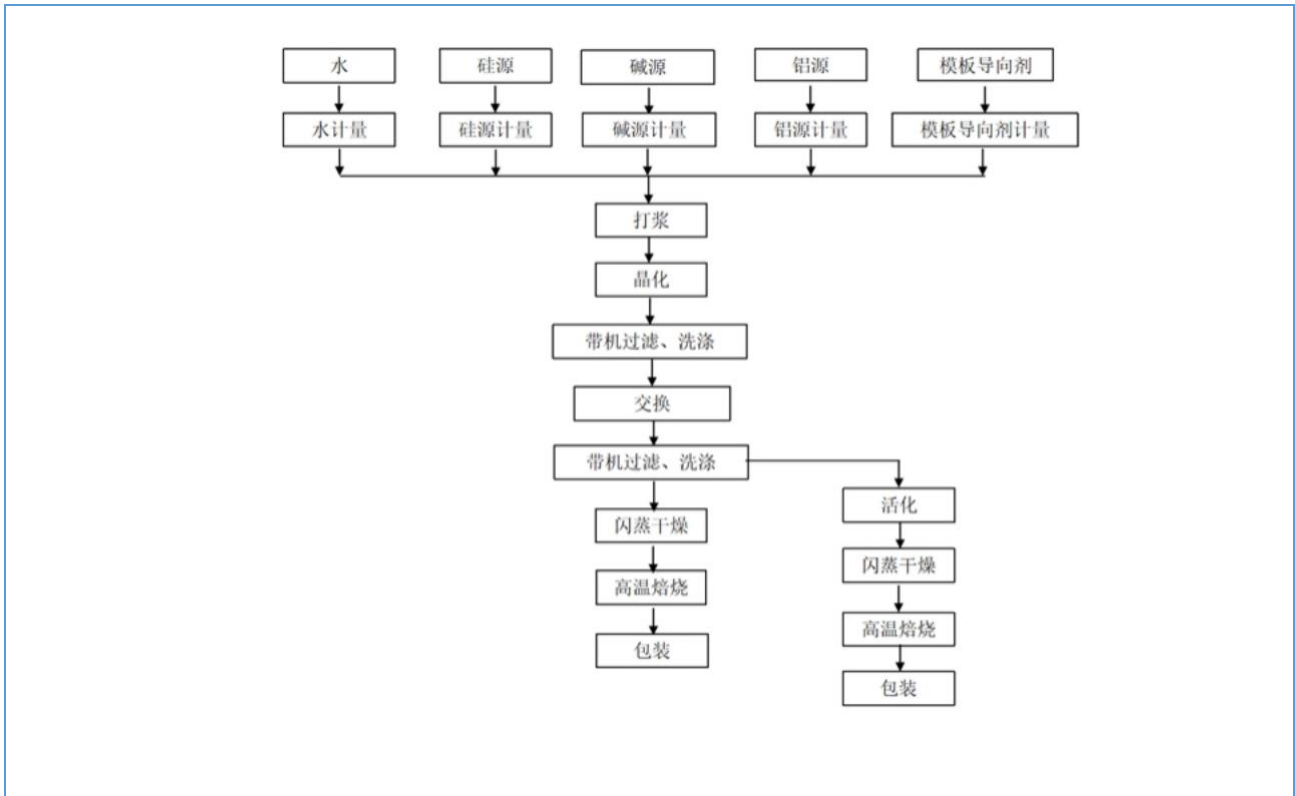 水
硅源
碱源
铝源
模板导向剂
水计量
硅源计量
碱源计量
铝源计量
模板导向剂计量
打浆
晶化
带机过滤、洗涤
交换
带机过滤、洗涤
闪蒸干燥
高温焙烧
包装
活化
闪蒸干燥
高温焙烧
包装